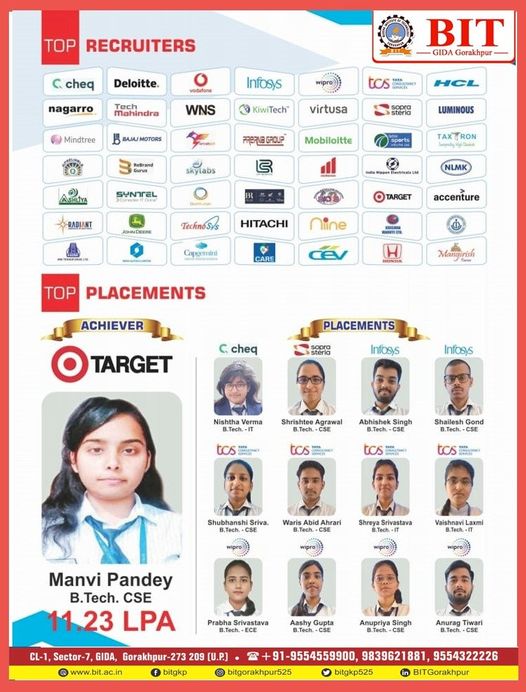 BIT
GIDA Gorakhpur
TOP RECRUITERS
cheq Deloitte. vodafone Infosys wipro tcs TATA CONSULTANCY SERVICES HCL
nagarro Tech Mahindra WNS KiwiTech virtusa sopra steria LUMINOUS
Mindtree BAJAJ MOTORS Mobiloitte sports TAXTRON
ReBrand Gurus skylabs India Nippon Electricals Ltd NLMK
SYNTEL TARGET accenture
RADIANT JOHN DEERE TechnoSys HITACHI Niine
Capgemini CARE CEV HONDA Mangirish
TOP PLACEMENTS
ACHIEVER
TARGET
Manvi Pandey
B.Tech. CSE
11.23 LPA
PLACEMENTS
cheq sopra steria Infosys Infosys
Nishtha Verma Shrishtee Agrawal Abhishek Singh Shailesh Gond
B.Tech. - IT B.Tech. - CSE B.Tech. - CSE B.Tech. - CSE
tcs TATA CONSULTANCY SERVICES tcs TATA CONSULTANCY SERVICES tcs TATA CONSULTANCY SERVICES tcs TATA CONSULTANCY SERVICES
Shubhanshi Sriva. Waris Abid Ahrari Shreya Srivastava Vaishnavi Laxmi
B.Tech. - CSE B.Tech. - CSE B.Tech. - IT B.Tech. - IT
wipro wipro wipro wipro
Prabha Srivastava Aashy Gupta Anupriya Singh Anurag Tiwari
B.Tech. - ECE B.Tech. - CSE B.Tech. - CSE B.Tech. - CSE
CL-1, Sector-7, GIDA, Gorakhpur-273 209 (U.P.) • +91-9554559900, 9839621881, 9554322226
www.bit.ac.in bitgkp bitgorakhpur525 bitgkp525 BITGorakhpur